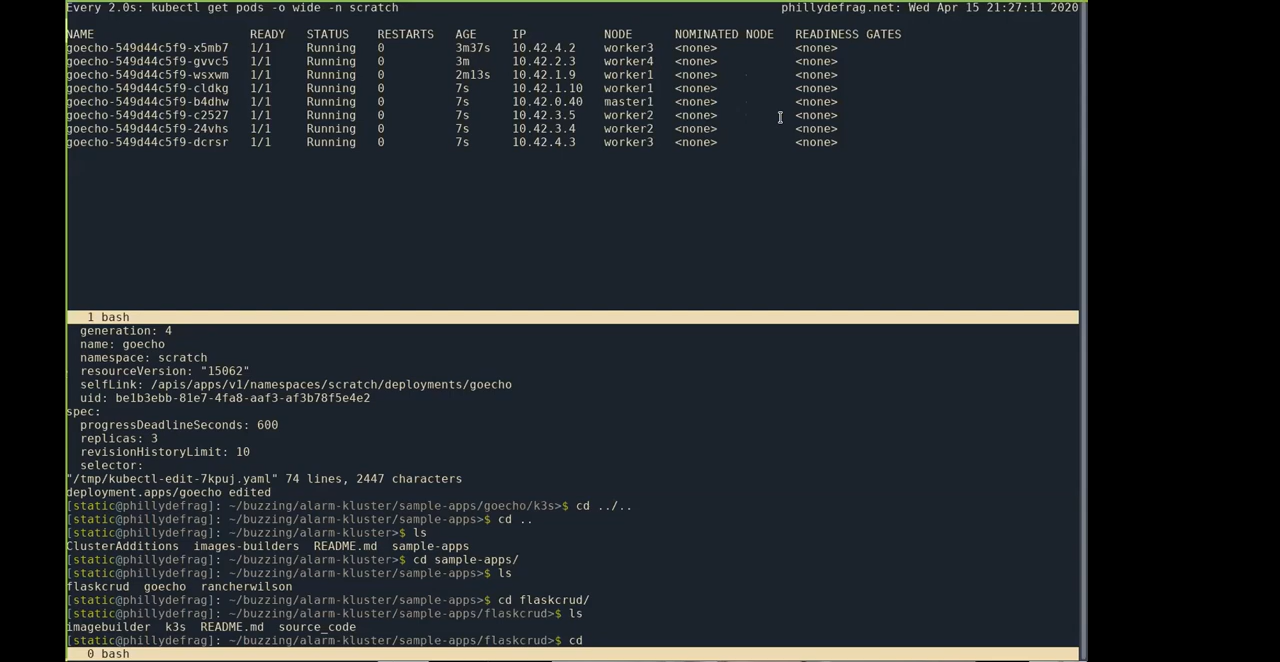 Every 2.0s: kubectl get pods -o wide -n scratch phillydefrag.net: Wed Apr 15 21:27:11 2020
NAME READY STATUS RESTARTS AGE IP NODE NOMINATED NODE READINESS GATES
goecho-549d44c5f9-x5mb7 1/1 Running 0 3m37s 10.42.4.2 worker3 <none> <none>
goecho-549d44c5f9-gvvc5 1/1 Running 0 3m 10.42.2.3 worker4 <none> <none>
goecho-549d44c5f9-wsxwm 1/1 Running 0 2m13s 10.42.1.9 worker1 <none> <none>
goecho-549d44c5f9-cldkg 1/1 Running 0 7s 10.42.1.10 worker1 <none> <none>
goecho-549d44c5f9-b4dhw 1/1 Running 0 7s 10.42.0.40 master1 <none> <none>
goecho-549d44c5f9-c2527 1/1 Running 0 7s 10.42.3.5 worker2 <none> <none>
goecho-549d44c5f9-24vhs 1/1 Running 0 7s 10.42.3.4 worker2 <none> <none>
goecho-549d44c5f9-dcrsr 1/1 Running 0 7s 10.42.4.3 worker3 <none> <none>
1 bash
generation: 4
name: goecho
namespace: scratch
resourceVersion: "15062"
selfLink: /apis/apps/v1/namespaces/scratch/deployments/goecho
uid: be1b3ebb-81e7-4fa8-aaf3-af3b78f5e4e2
spec:
progressDeadlineSeconds: 600
replicas: 3
revisionHistoryLimit: 10
selector:
"/tmp/kubectl-edit-7kpuj.yaml" 74 lines, 2447 characters
deployment.apps/goecho edited
[static@phillydefrag]: ~/buzzing/alarm-kluster/sample-apps/goecho/k3s>$ cd ../..
[static@phillydefrag]: ~/buzzing/alarm-kluster/sample-apps>$ cd ..
[static@phillydefrag]: ~/buzzing/alarm-kluster>$ ls
ClusterAdditions images-builders README.md sample-apps
[static@phillydefrag]: ~/buzzing/alarm-kluster>$ cd sample-apps/
[static@phillydefrag]: ~/buzzing/alarm-kluster/sample-apps>$ ls
flaskcrud goecho rancherwilson
[static@phillydefrag]: ~/buzzing/alarm-kluster/sample-apps>$ cd flaskcrud/
[static@phillydefrag]: ~/buzzing/alarm-kluster/sample-apps/flaskcrud>$ ls
imagebuilder k3s README.md source_code
[static@phillydefrag]: ~/buzzing/alarm-kluster/sample-apps/flaskcrud>$ cd
0 bash